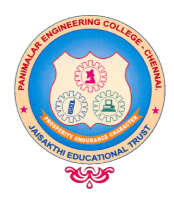 PANIMALAR ENGINEERING COLLEGE - CHENNAI.
PROSPERITY ENDURANCE CHARACTER
JAISAKTHI EDUCATIONAL TRUST